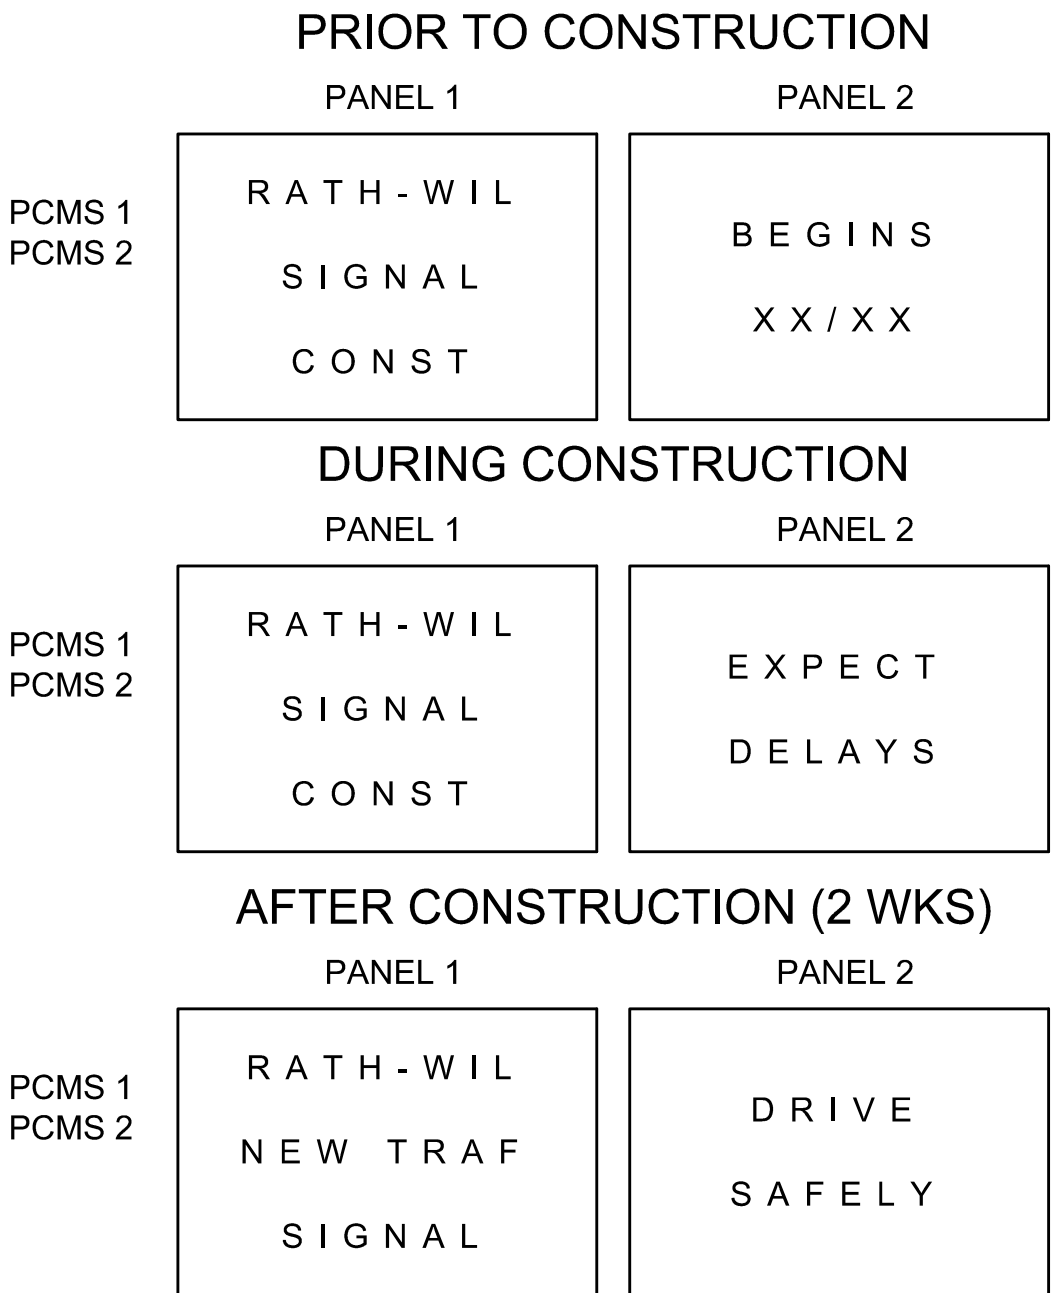 PRIOR TO CONSTRUCTION
PANEL 1
PANEL 2
PCMS 1
PCMS 2
RATH-WIL
SIGNAL
CONST
BEGINS
XX/XX
DURING CONSTRUCTION
PANEL 1
PANEL 2
PCMS 1
PCMS 2
RATH-WIL
SIGNAL
CONST
EXPECT
DELAYS
AFTER CONSTRUCTION (2 WKS)
PANEL 1
PANEL 2
PCMS 1
PCMS 2
RATH-WIL
NEW TRAF
SIGNAL
DRIVE
SAFELY